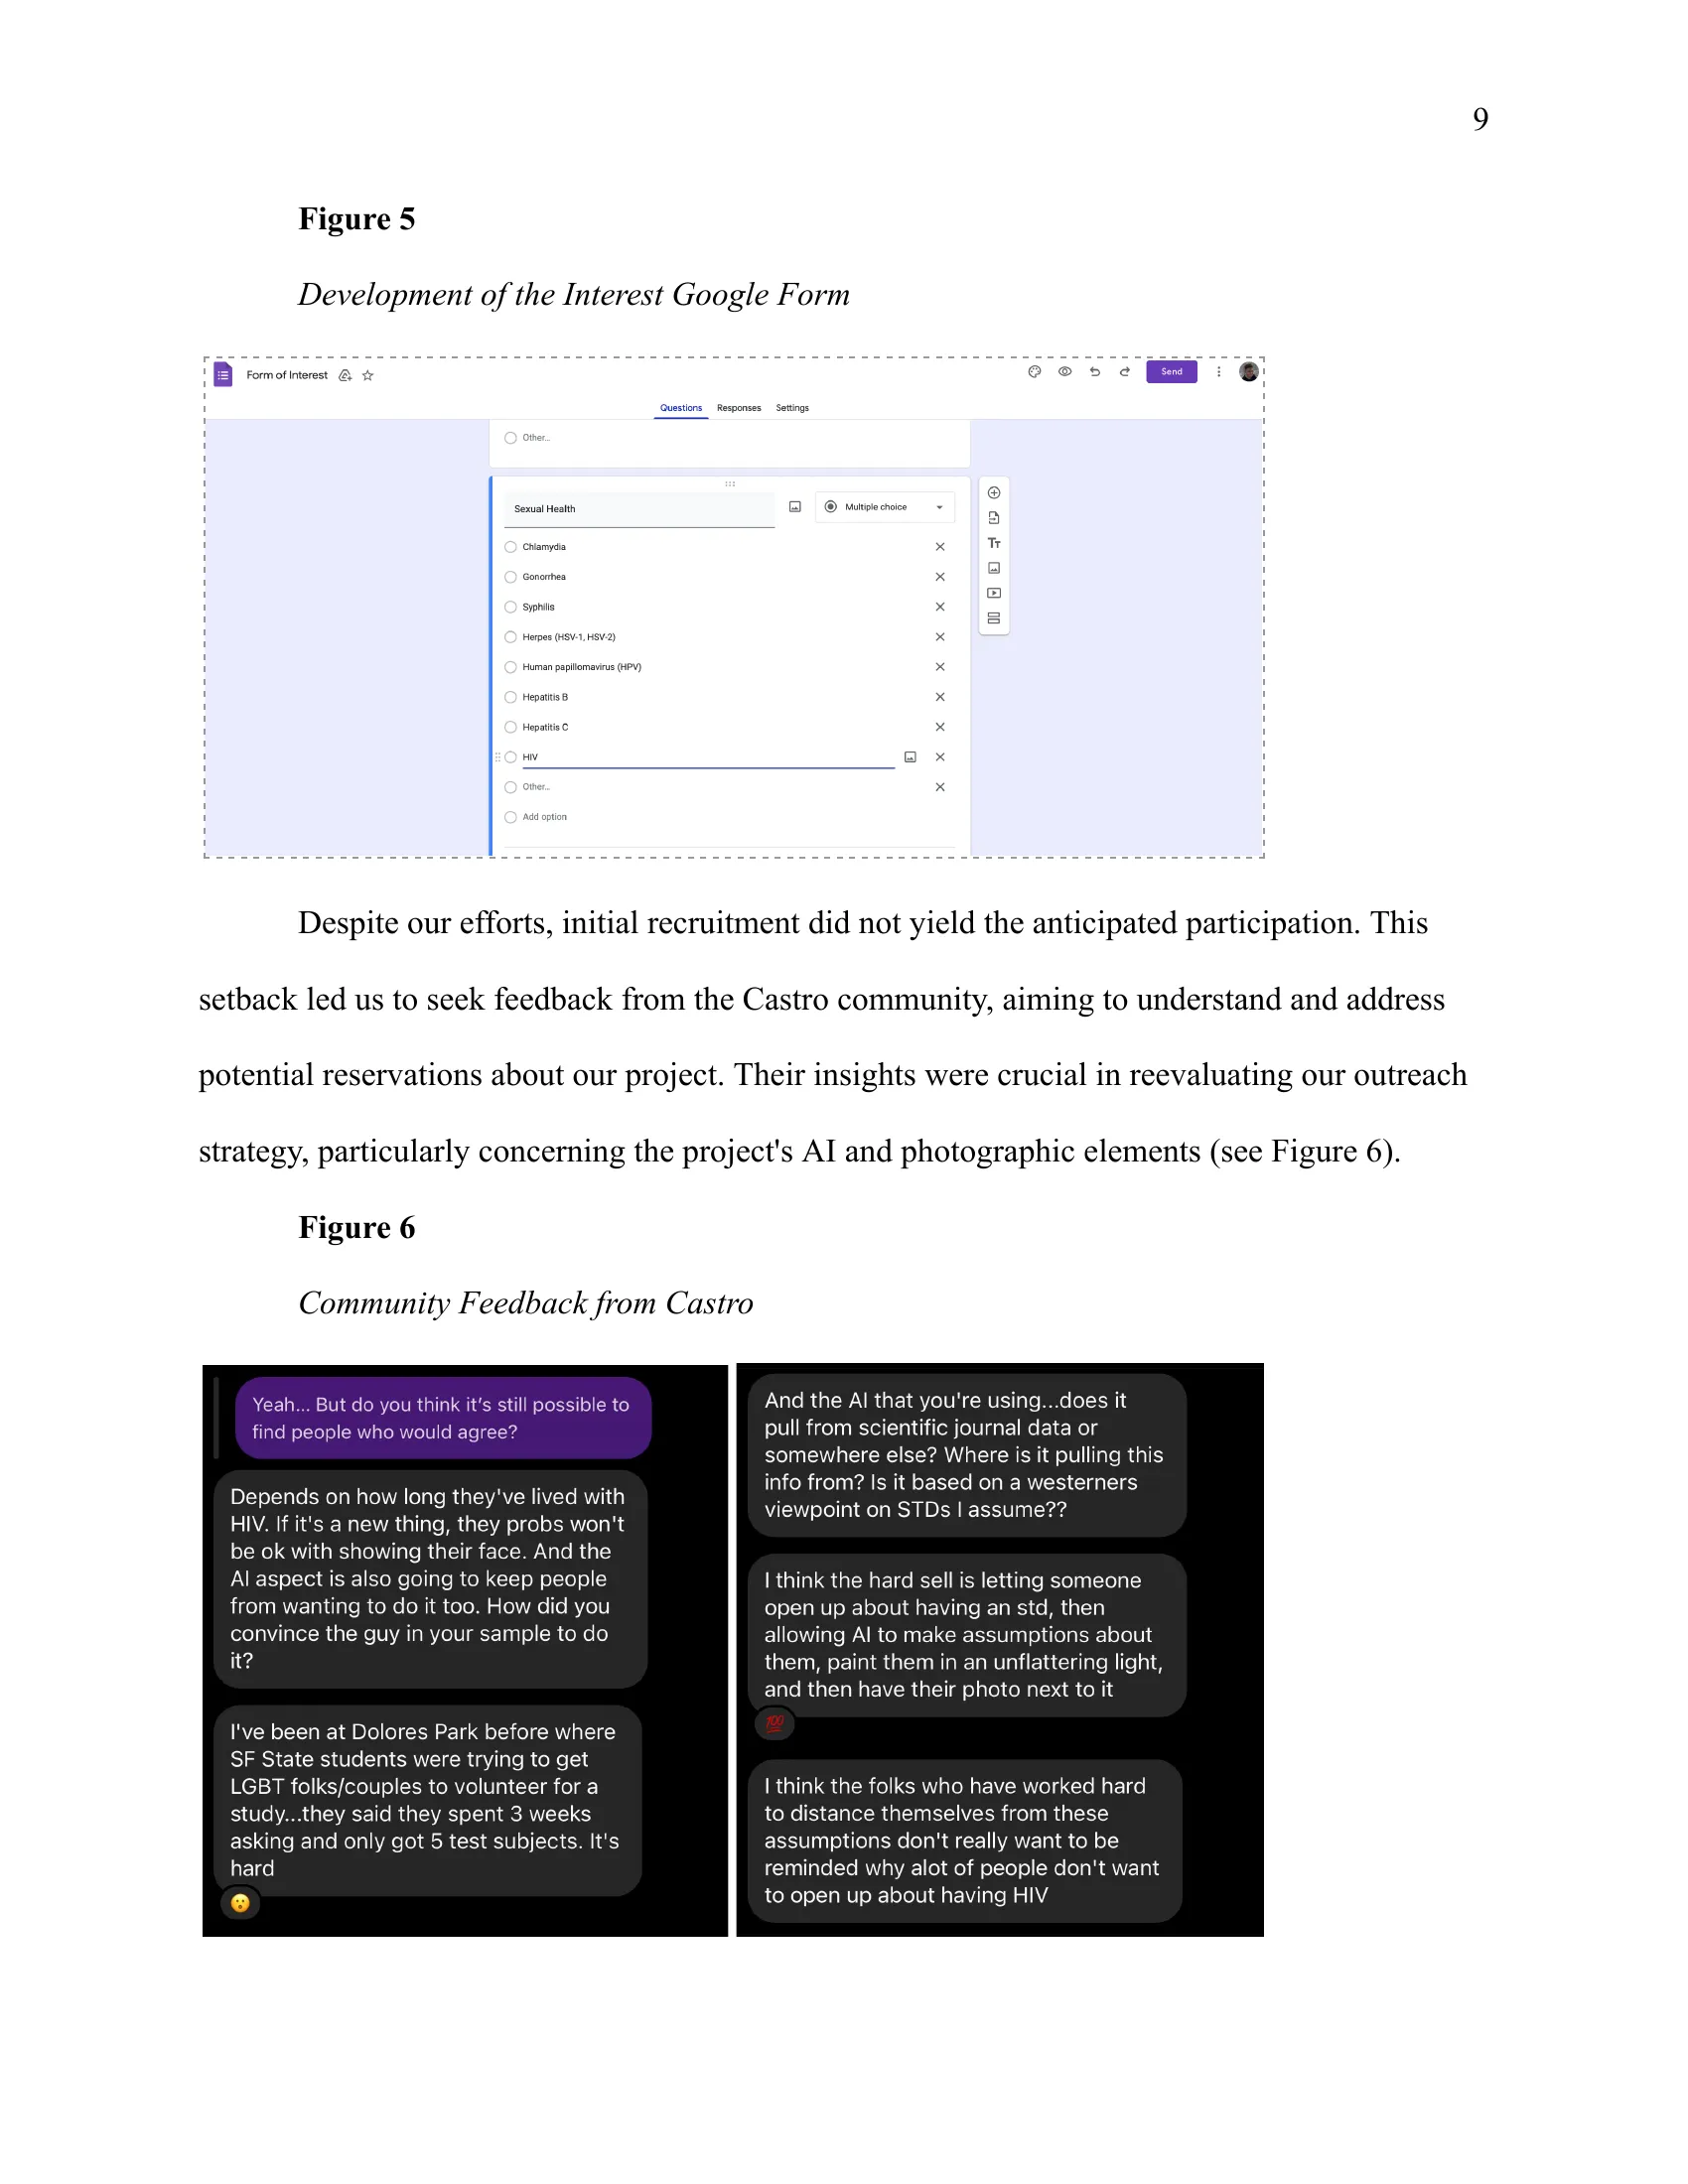 9
Figure 5
Development of the Interest Google Form
Form of Interest
Send
Questions Responses Settings
Other...
Sexual Health
Multiple choice
Chlamydia
Gonorrhea
Syphilis
Herpes (HSV-1, HSV-2)
Human papillomavirus (HPV)
Hepatitis B
Hepatitis C
HIV
Other...
Add option
Despite our efforts, initial recruitment did not yield the anticipated participation. This
setback led us to seek feedback from the Castro community, aiming to understand and address
potential reservations about our project. Their insights were crucial in reevaluating our outreach
strategy, particularly concerning the project's AI and photographic elements (see Figure 6).
Figure 6
Community Feedback from Castro
Yeah... But do you think it’s still possible to
find people who would agree?
Depends on how long they've lived with
HIV. If it's a new thing, they probs won't
be ok with showing their face. And the
AI aspect is also going to keep people
from wanting to do it too. How did you
convince the guy in your sample to do
it?
I've been at Dolores Park before where
SF State students were trying to get
LGBT folks/couples to volunteer for a
study...they said they spent 3 weeks
asking and only got 5 test subjects. It's
hard
And the AI that you're using...does it
pull from scientific journal data or
somewhere else? Where is it pulling this
info from? Is it based on a westerners
viewpoint on STDs I assume??
I think the hard sell is letting someone
open up about having an std, then
allowing AI to make assumptions about
them, paint them in an unflattering light,
and then have their photo next to it
💯
I think the folks who have worked hard
to distance themselves from these
assumptions don't really want to be
reminded why alot of people don't want
to open up about having HIV